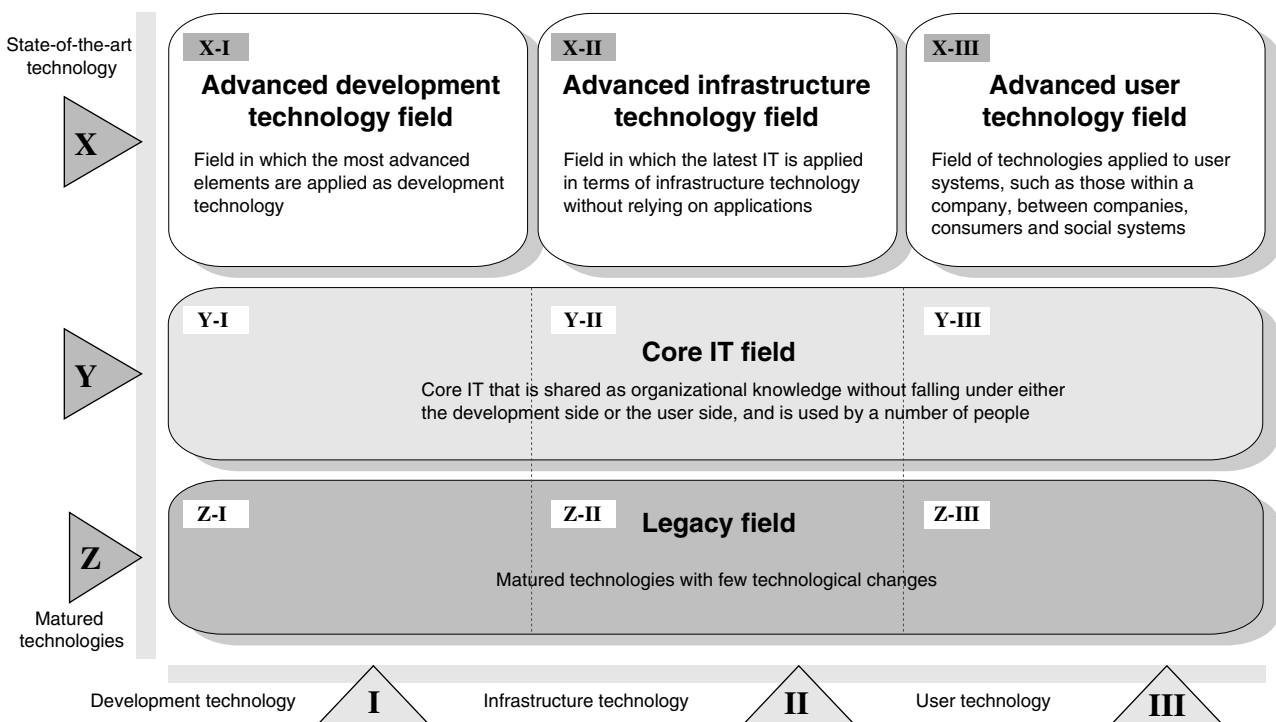 State-of-the-art
technology
X
X-I
Advanced development
technology field
Field in which the most advanced
elements are applied as development
technology
X-II
Advanced infrastructure
technology field
Field in which the latest IT is applied
in terms of infrastructure technology
without relying on applications
X-III
Advanced user
technology field
Field of technologies applied to user
systems, such as those within a
company, between companies,
consumers and social systems
Y
Y-I
Y-II
Y-III
Core IT field
Core IT that is shared as organizational knowledge without falling under either
the development side or the user side, and is used by a number of people
Z
Matured
technologies
Z-I
Z-II
Z-III
Legacy field
Matured technologies with few technological changes
Development technology
I
Infrastructure technology
II
User technology
III